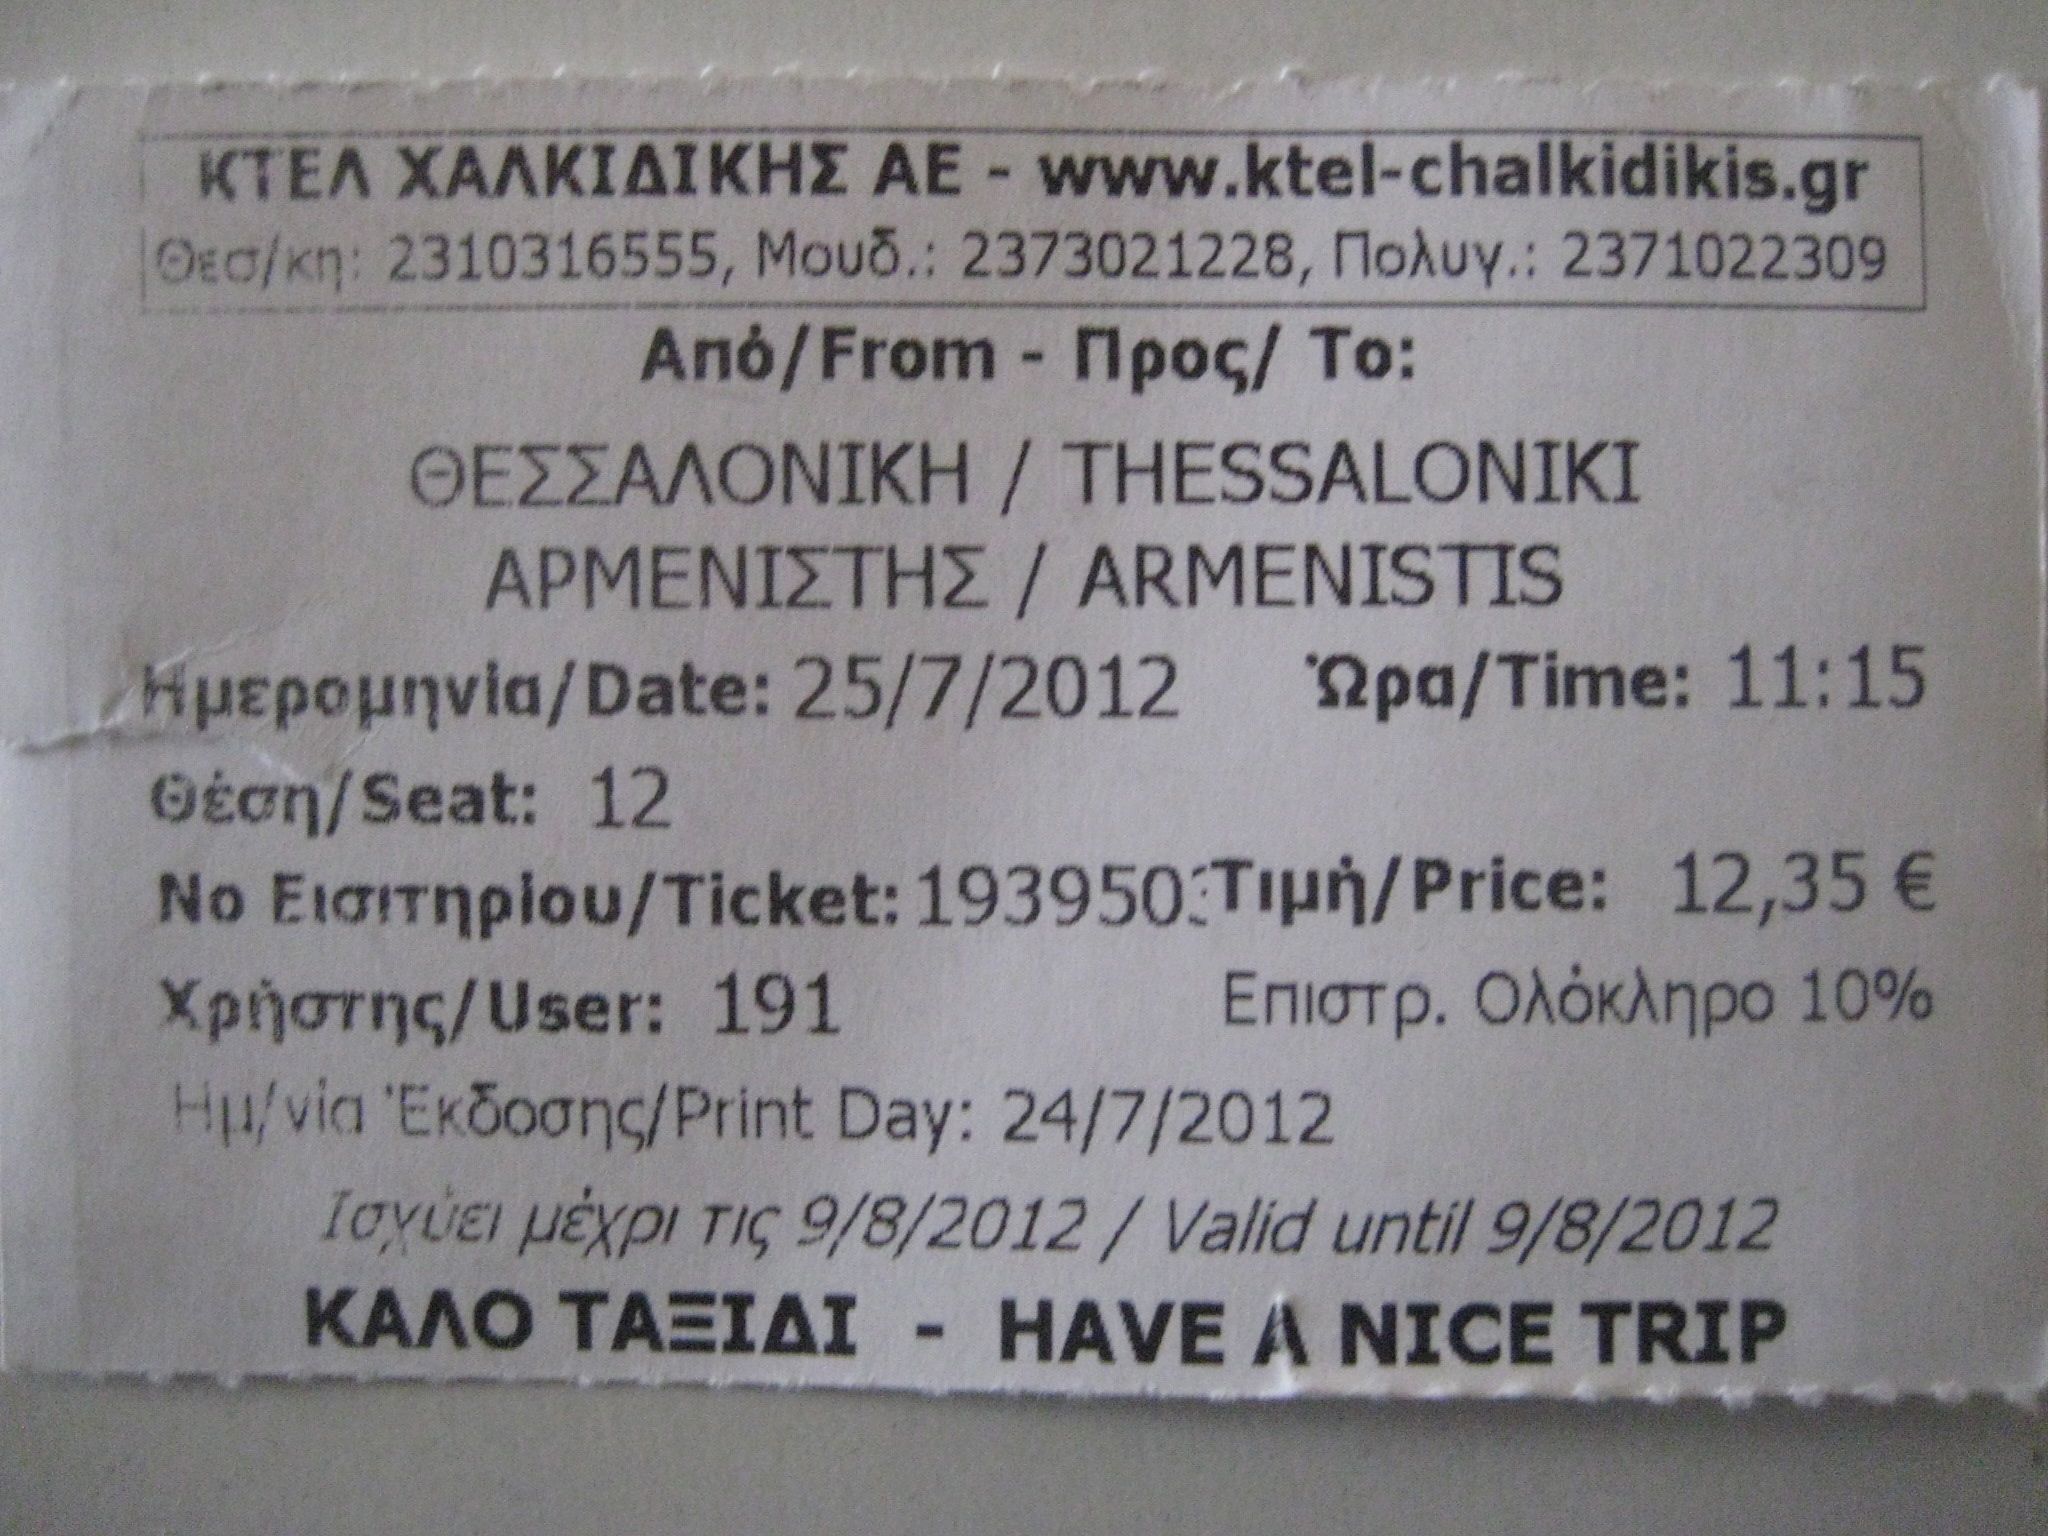 ΚΤΕΛ ΧΑΛΚΙΔΙΚΗΣ ΑΕ - www.ktel-chalkidikis.gr
Θεσ/κη: 2310316555, Μουδ.: 2373021228, Πολυγ.: 2371022309
Από/From - Προς/ To:
ΘΕΣΣΑΛΟΝΙΚΗ / THESSALONIKI
ΑΡΜΕΝΙΣΤΗΣ / ARMENISTIS
Ημερομηνία/Date: 25/7/2012 Ώρα/Time: 11:15
Θέση/Seat: 12
Νο Εισιτηρίου/Ticket: Τιμή/Price: 12,35 €
Χρήστης/User: 191 Επιστρ. Ολόκληρο 10%
Ημ/νία Έκδοσης/Print Day: 24/7/2012
Ισχύει μέχρι τις 9/8/2012 / Valid until 9/8/2012
ΚΑΛΟ ΤΑΞΙΔΙ - HAVE A NICE TRIP